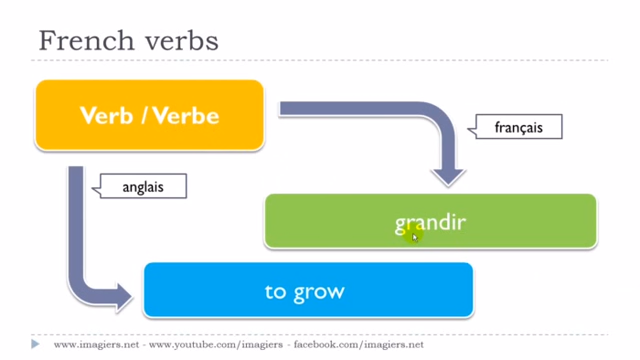 French verbs
Verb / Verbe
français
anglais
grandir
to grow
www.imagiers.net - www.youtube.com/imagiers - facebook.com/imagiers.net